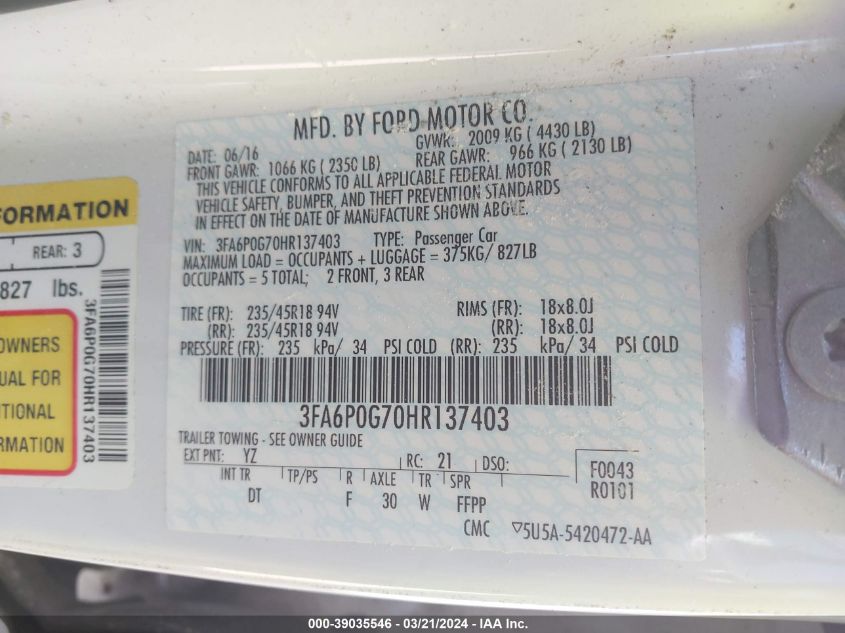 MFD. BY FORD MOTOR CO.
DATE: 06/16 GVWR: 2009 KG ( 4430 LB)
FRONT GAWR: 1066 KG ( 2350 LB) REAR GAWR: 966 KG ( 2130 LB)
THIS VEHICLE CONFORMS TO ALL APPLICABLE FEDERAL MOTOR
VEHICLE SAFETY, BUMPER, AND THEFT PREVENTION STANDARDS
IN EFFECT ON THE DATE OF MANUFACTURE SHOWN ABOVE.
VIN: 3FA6P0G70HR137403 TYPE: Passenger Car
MAXIMUM LOAD = OCCUPANTS + LUGGAGE = 375KG/ 827LB
OCCUPANTS = 5 TOTAL; 2 FRONT, 3 REAR
TIRE (FR): 235/45R18 94V RIMS (FR): 18x8.0J
(RR): 235/45R18 94V (RR): 18x8.0J
PRESSURE (FR): 235 kPa/ 34 PSI COLD (RR): 235 kPa/ 34 PSI COLD
3FA6P0G70HR137403
TRAILER TOWING - SEE OWNER GUIDE
EXT PNT: YZ RC: 21 DSO: F0043
INT TR TP/PS R AXLE TR SPR R0101
DT F 30 W FFPP
CMC ▽5U5A-5420472-AA
FORMATION
REAR: 3
827 lbs.
OWNERS
UAL FOR
ITIONAL
ORMATION
3FA6P0G70HR137403
000-39035546 - 03/21/2024 - IAA Inc.